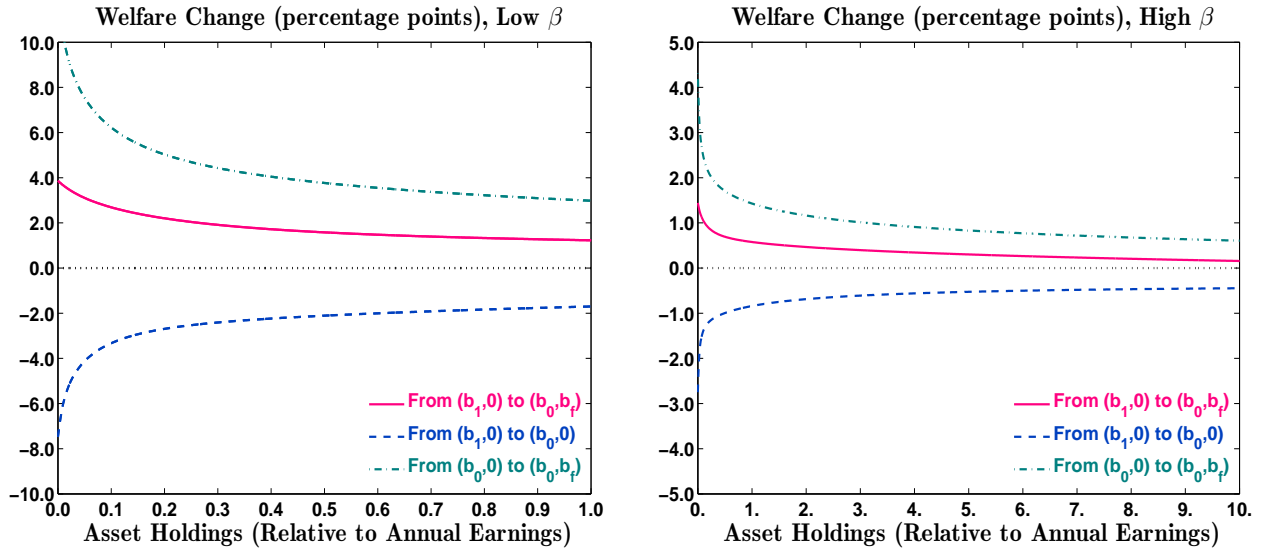 Welfare Change (percentage points), Low β
10.0
8.0
6.0
4.0
2.0
0.0
−2.0
−4.0
−6.0
−8.0
−10.0
From (b1,0) to (b0,bf)
From (b1,0) to (b0,0)
From (b0,0) to (b0,bf)
0.0 0.1 0.2 0.3 0.4 0.5 0.6 0.7 0.8 0.9 1.0
Asset Holdings (Relative to Annual Earnings)
Welfare Change (percentage points), High β
5.0
4.0
3.0
2.0
1.0
0.0
−1.0
−2.0
−3.0
−4.0
−5.0
From (b1,0) to (b0,bf)
From (b1,0) to (b0,0)
From (b0,0) to (b0,bf)
0. 1. 2. 3. 4. 5. 6. 7. 8. 9. 10.
Asset Holdings (Relative to Annual Earnings)